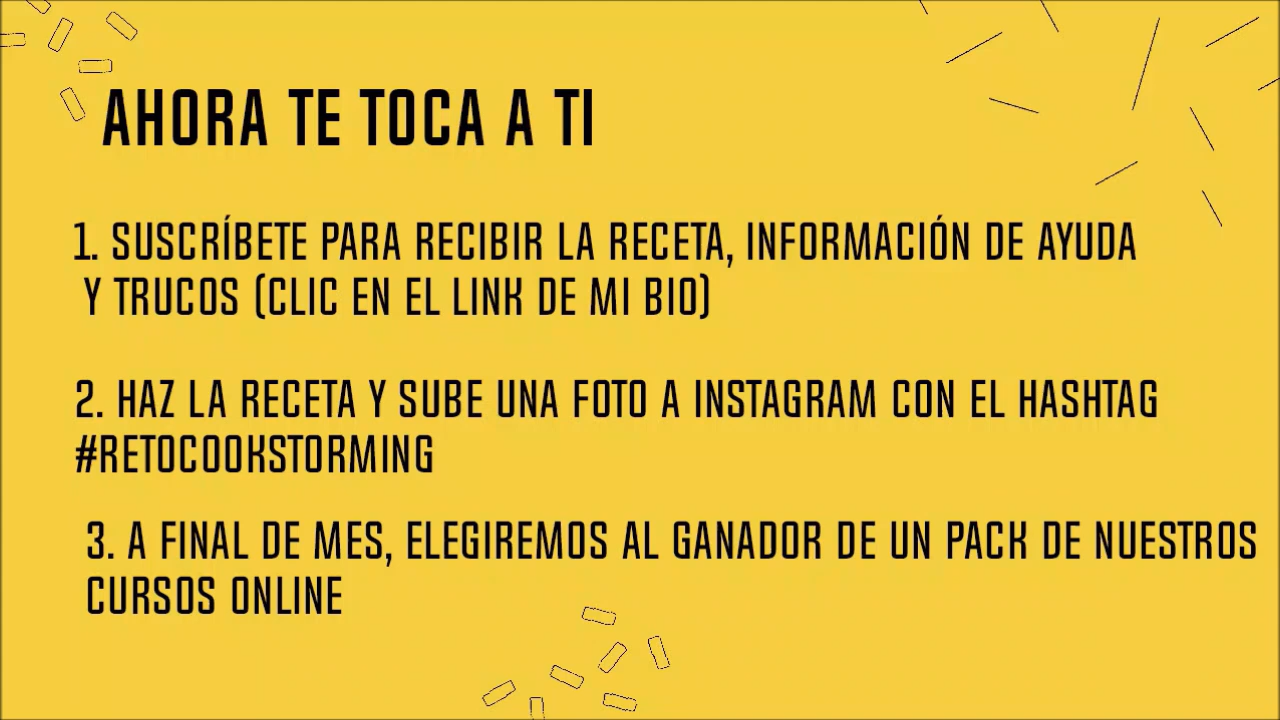 AHORA TE TOCA A TI
1. SUSCRÍBETE PARA RECIBIR LA RECETA, INFORMACIÓN DE AYUDA
Y TRUCOS (CLIC EN EL LINK DE MI BIO)
2. HAZ LA RECETA Y SUBE UNA FOTO A INSTAGRAM CON EL HASHTAG
#RETOCOOKSTORMING
3. A FINAL DE MES, ELEGIREMOS AL GANADOR DE UN PACK DE NUESTROS
CURSOS ONLINE